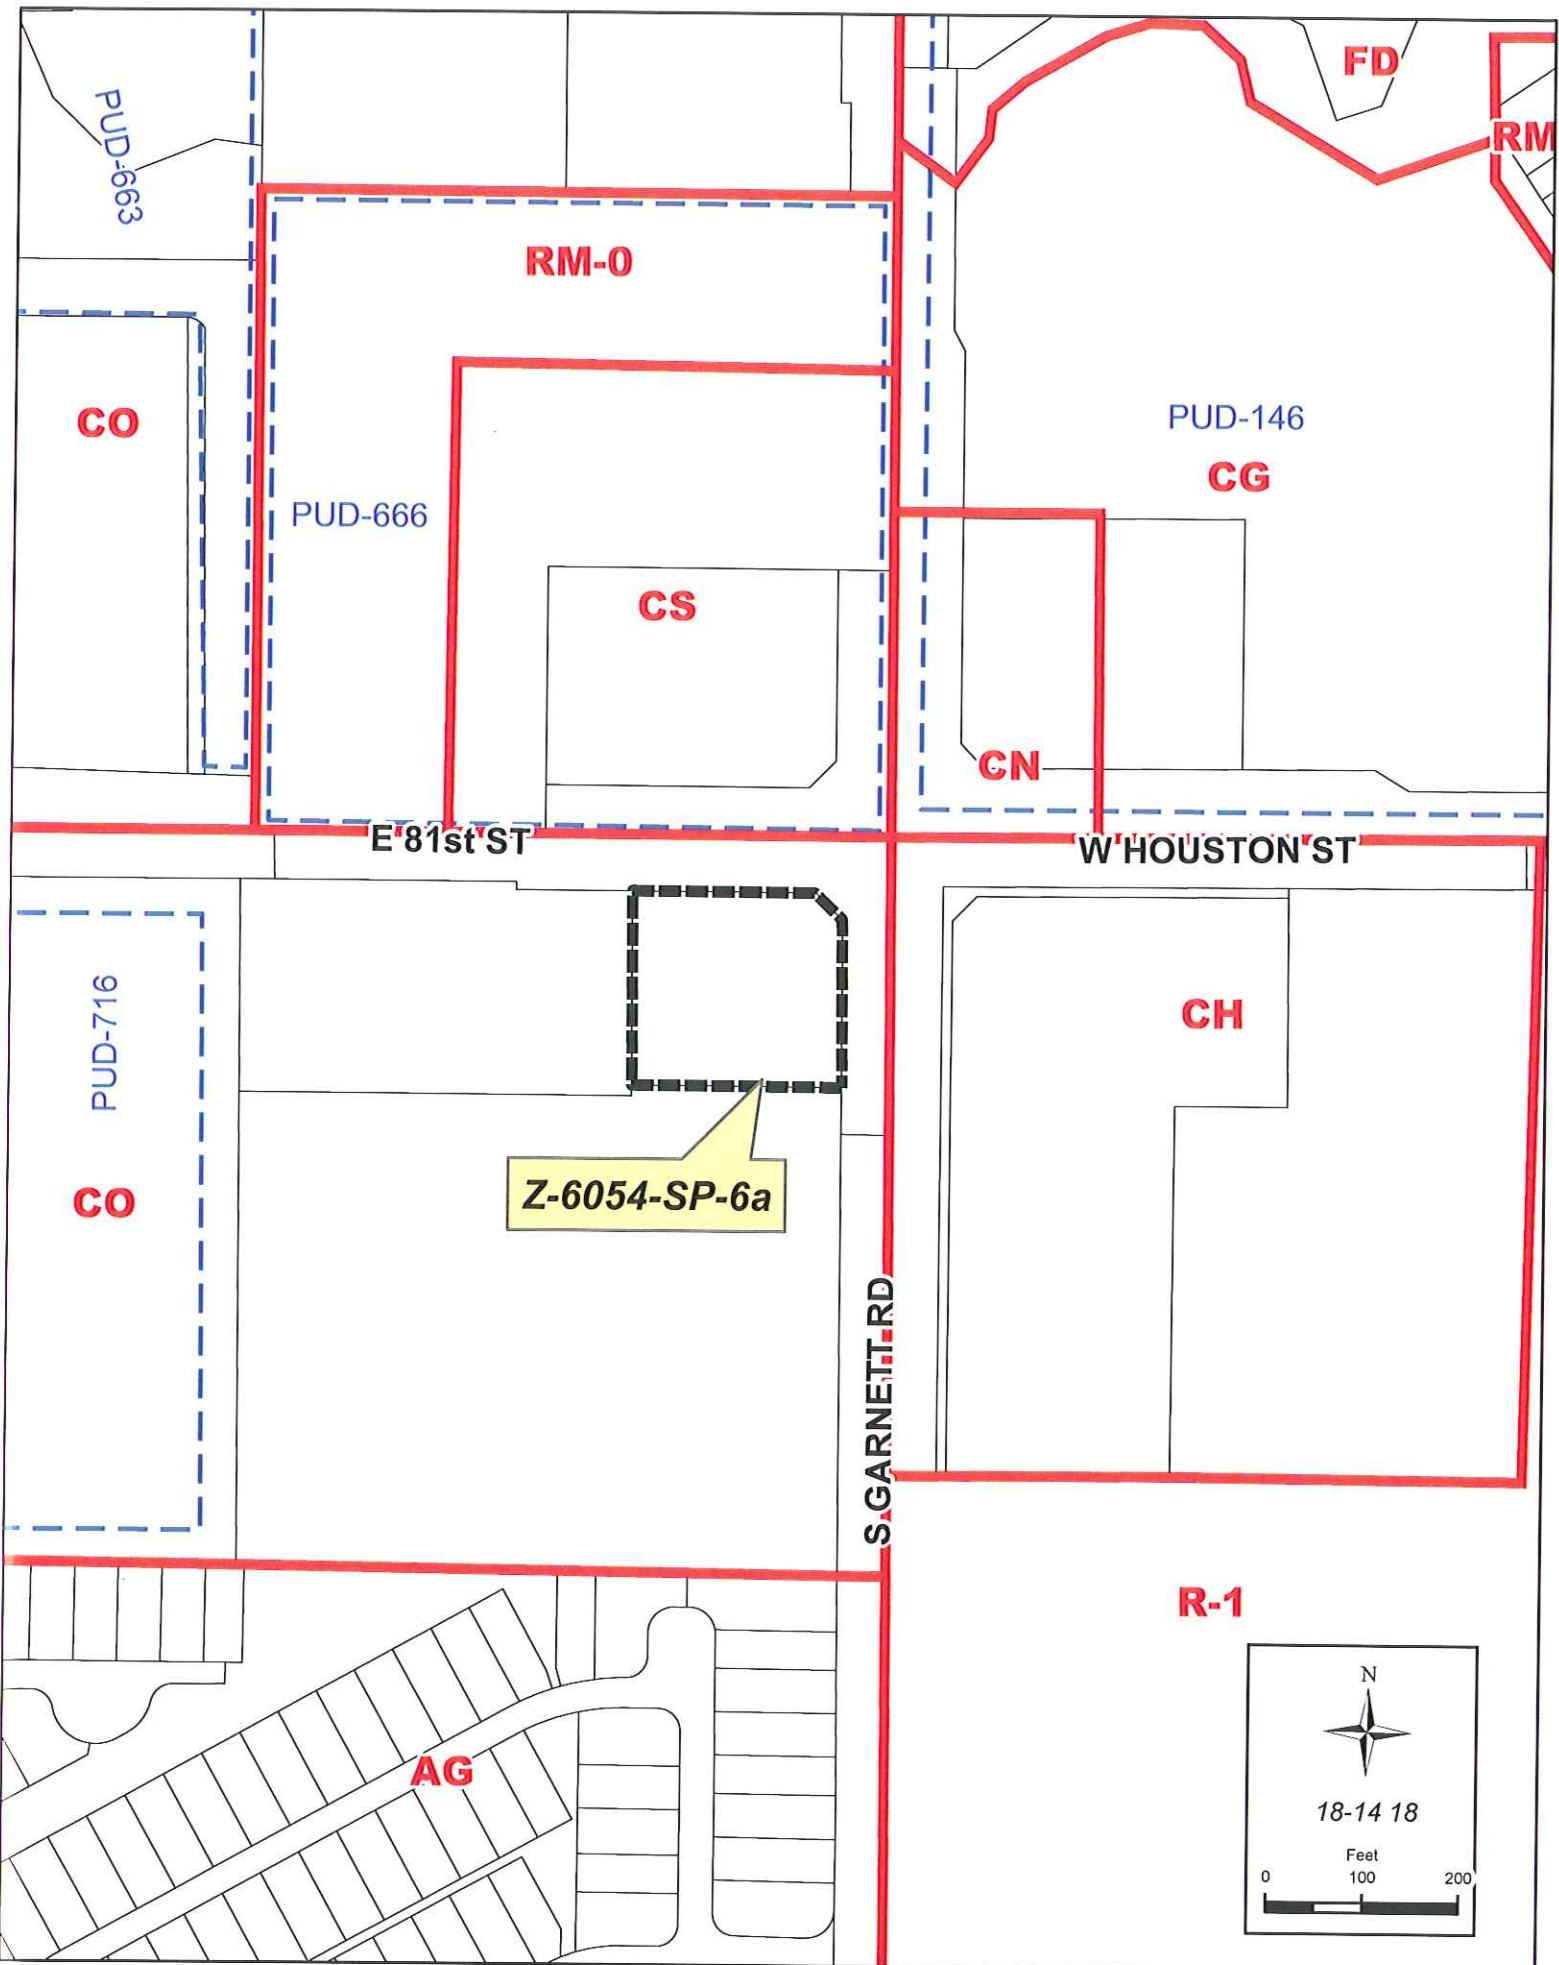 FD
RM
PUD-663
RM-0
CO
PUD-146
CG
PUD-666
CS
CN
E 81st ST
W HOUSTON ST
PUD-716
CH
Z-6054-SP-6a
CO
S GARNETT RD
R-1
AG
N
18-14 18
Feet
0 100 200